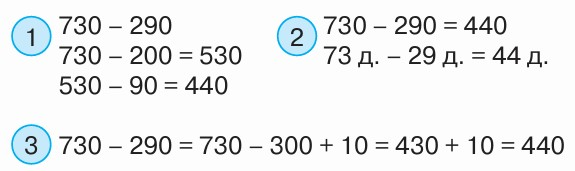 1 730 – 290
730 – 200 = 530
530 – 90 = 440
2 730 – 290 = 440
73 д. – 29 д. = 44 д.
3 730 – 290 = 730 – 300 + 10 = 430 + 10 = 440